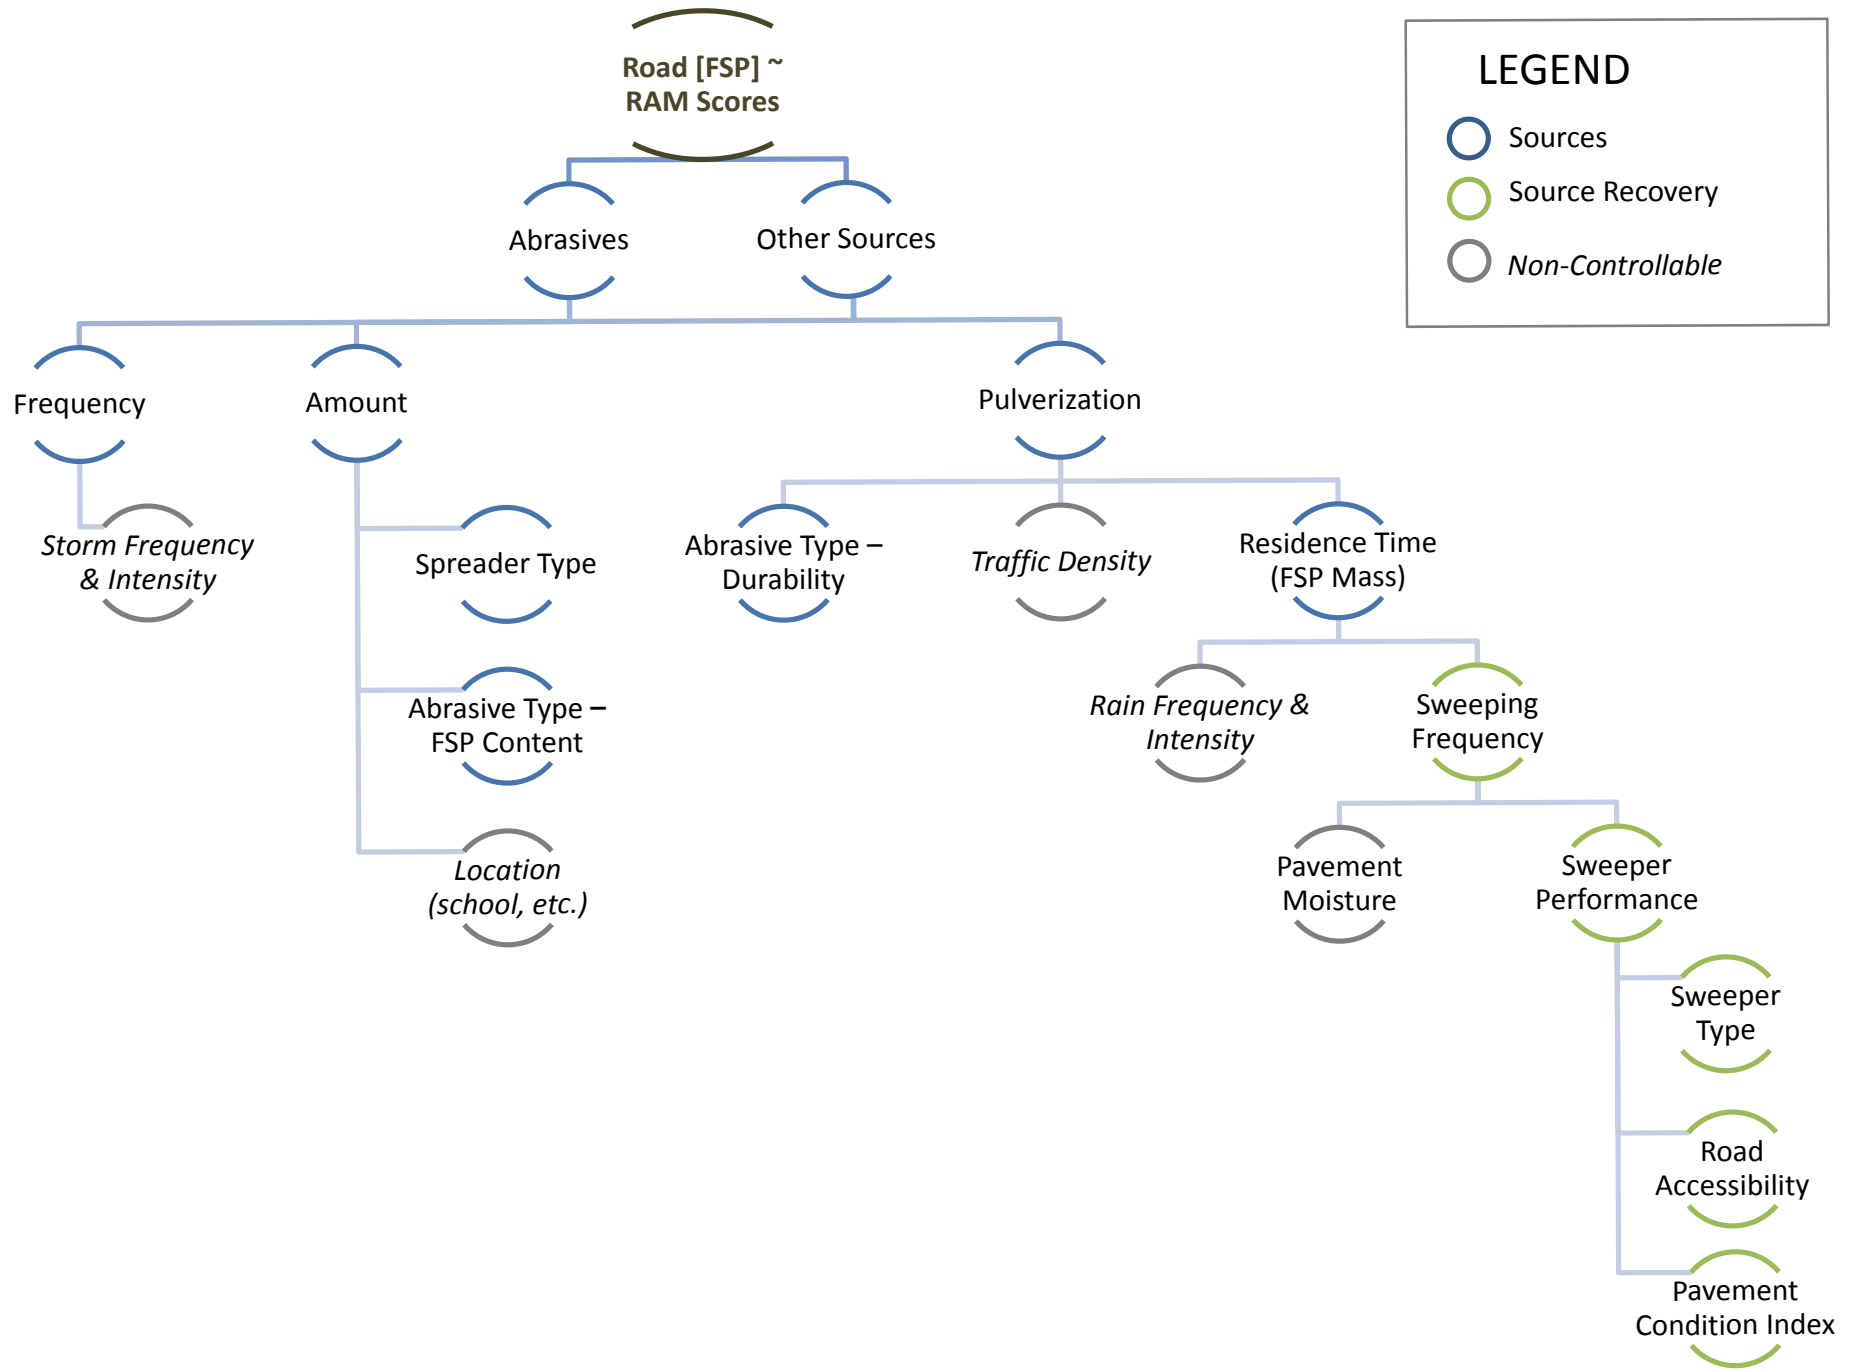 Road [FSP] ~
RAM Scores
LEGEND
Sources
Source Recovery
Non-Controllable
Abrasives
Other Sources
Frequency
Amount
Pulverization
Storm Frequency
& Intensity
Spreader Type
Abrasive Type –
Durability
Traffic Density
Residence Time
(FSP Mass)
Abrasive Type –
FSP Content
Rain Frequency &
Intensity
Sweeping
Frequency
Location
(school, etc.)
Pavement
Moisture
Sweeper
Performance
Sweeper
Type
Road
Accessibility
Pavement
Condition Index